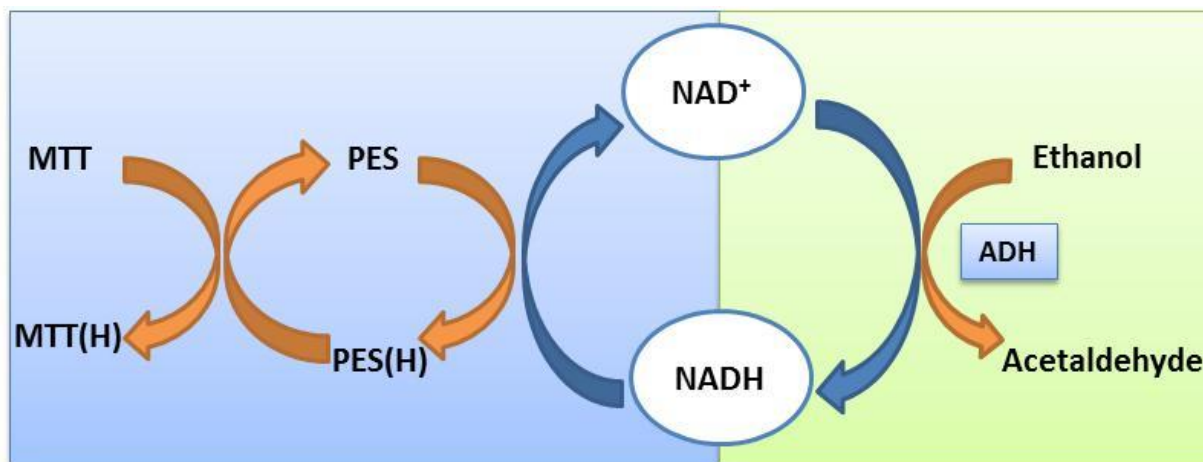 NAD⁺
MTT
PES
Ethanol
ADH
MTT(H)
PES(H)
NADH
Acetaldehyde